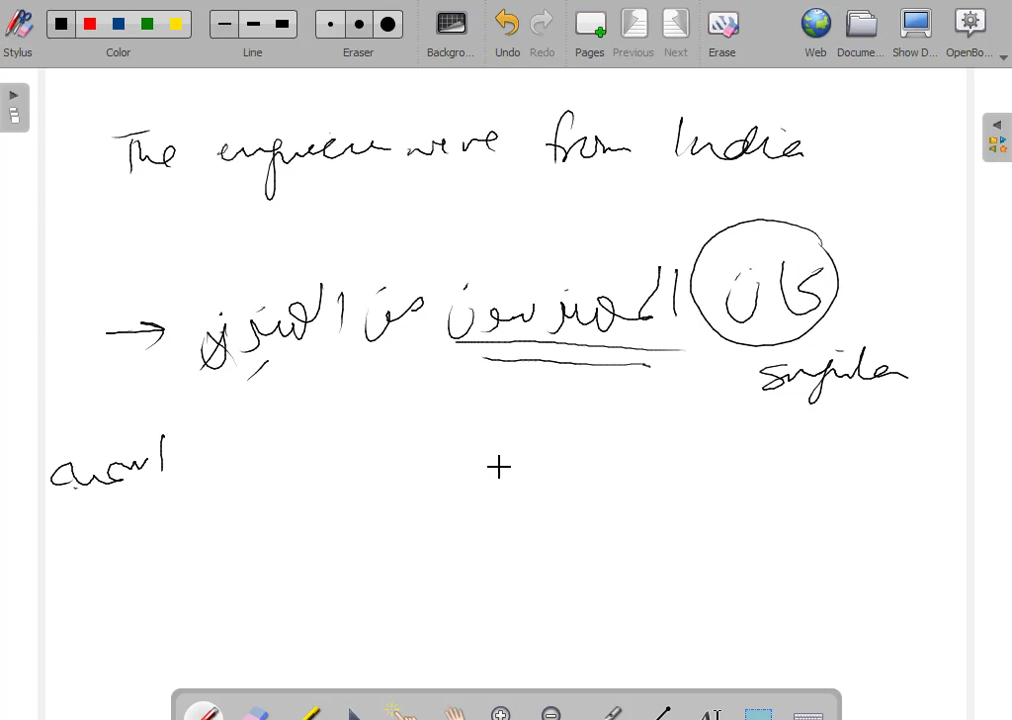 Stylus Color Line Eraser Backgro... Undo Redo Pages Previous Next Erase Web Docume... Show D... OpenBo...
The engineers were from India
كان المهندسون من الهند
singular
اسمية